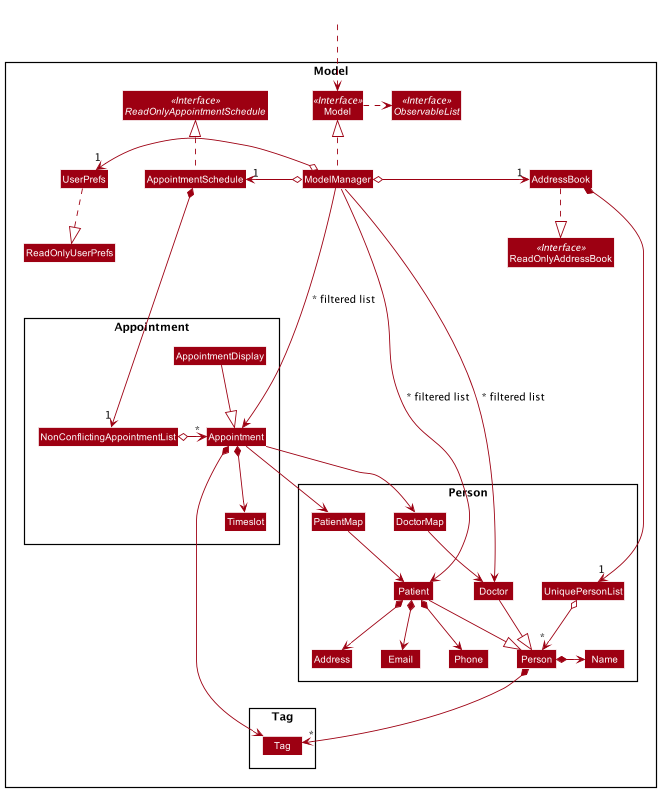 Model
«Interface»
ReadOnlyAppointmentSchedule
«Interface»
Model
«Interface»
ObservableList
1
UserPrefs
AppointmentSchedule
1
ModelManager
1
AddressBook
ReadOnlyUserPrefs
«Interface»
ReadOnlyAddressBook
* filtered list
Appointment
AppointmentDisplay
* filtered list
* filtered list
1
NonConflictingAppointmentList
*
Appointment
Person
Timeslot
PatientMap
DoctorMap
1
Patient
Doctor
UniquePersonList
*
Address
Email
Phone
Person
Name
Tag
*
Tag